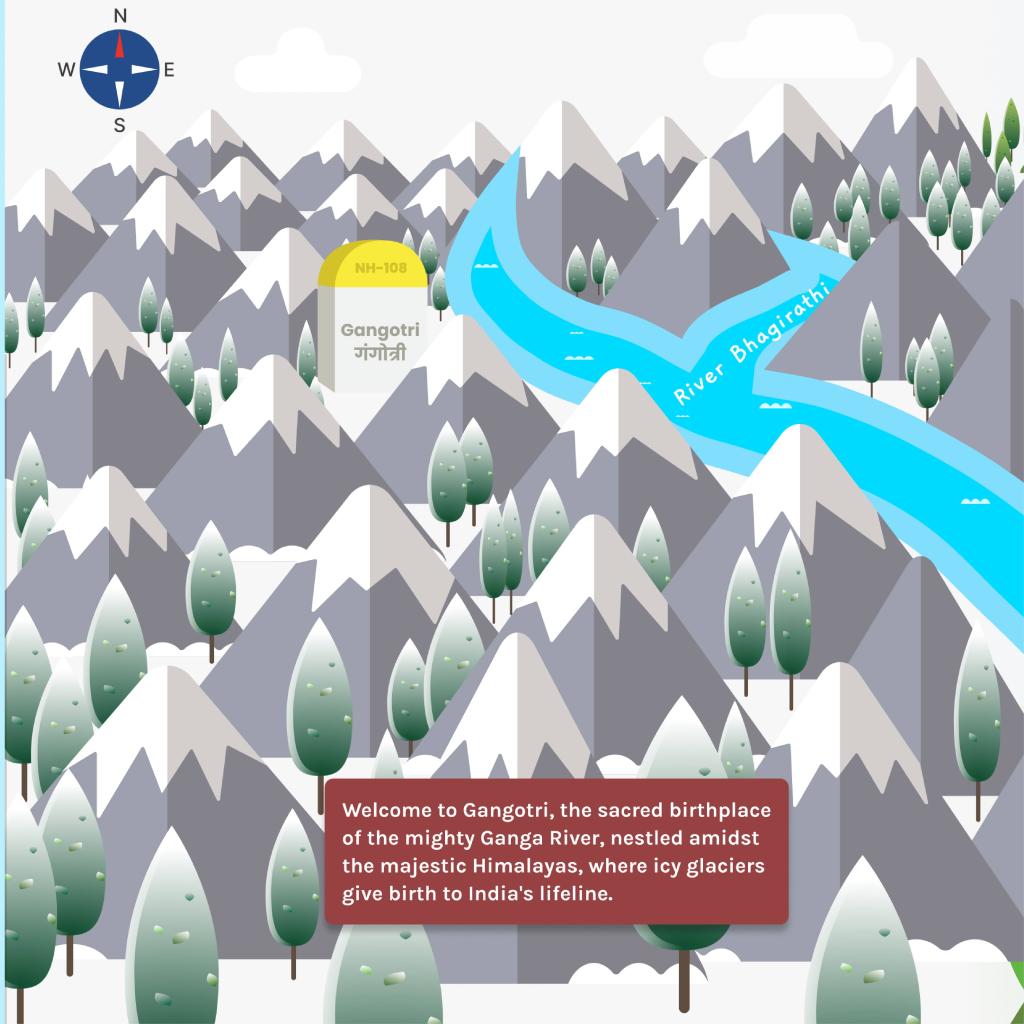 N
W E
S
NH-108
Gangotri
गंगोत्री
River Bhagirathi
Welcome to Gangotri, the sacred birthplace
of the mighty Ganga River, nestled amidst
the majestic Himalayas, where icy glaciers
give birth to India's lifeline.